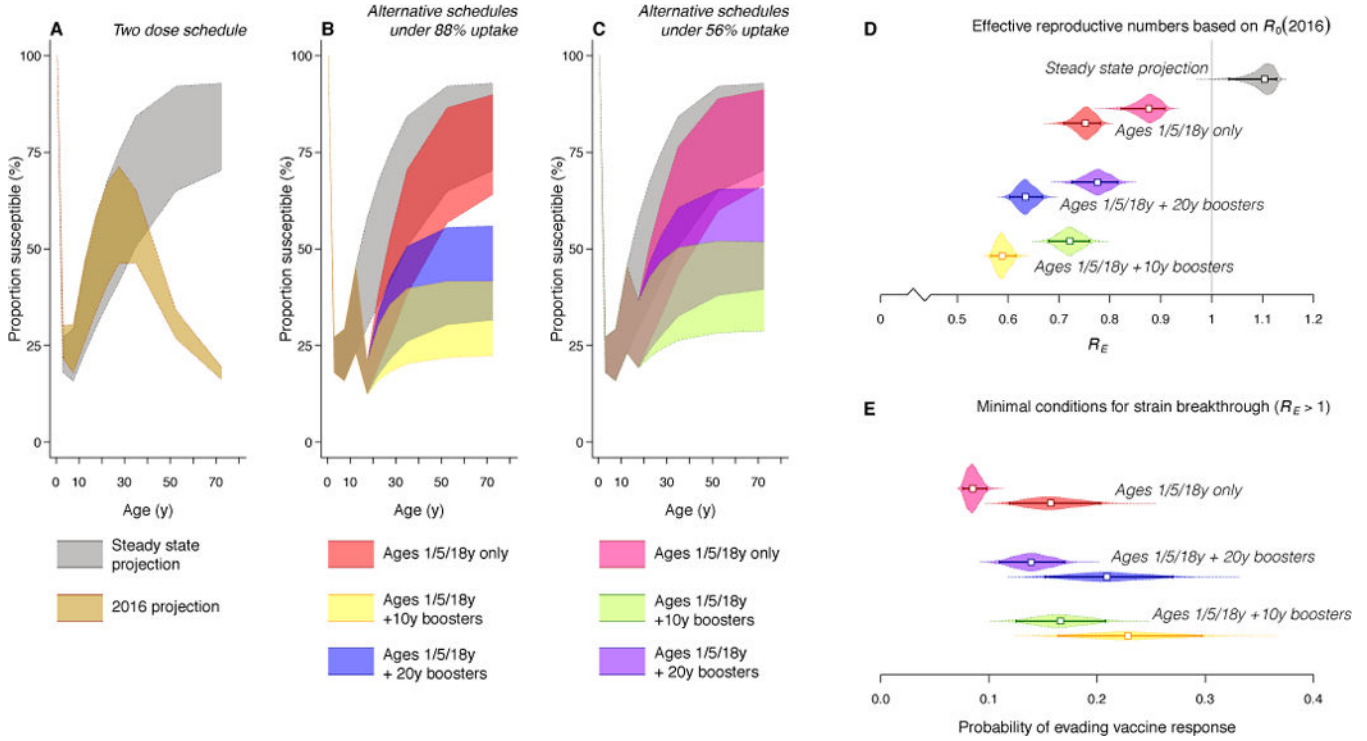 A
Two dose schedule
100
75
50
25
0
Proportion susceptible (%)
0 10 30 50 70
Age (y)
Steady state
projection
2016 projection
B
Alternative schedules
under 88% uptake
100
75
50
25
0
Proportion susceptible (%)
0 10 30 50 70
Age (y)
Ages 1/5/18y only
Ages 1/5/18y
+10y boosters
Ages 1/5/18y
+ 20y boosters
C
Alternative schedules
under 56% uptake
100
75
50
25
0
Proportion susceptible (%)
0 10 30 50 70
Age (y)
Ages 1/5/18y only
Ages 1/5/18y
+10y boosters
Ages 1/5/18y
+ 20y boosters
D
Effective reproductive numbers based on R0(2016)
Steady state projection
Ages 1/5/18y only
Ages 1/5/18y + 20y boosters
Ages 1/5/18y +10y boosters
0 0.5 0.6 0.7 0.8 0.9 1 1.1 1.2
RE
E
Minimal conditions for strain breakthrough (RE > 1)
Ages 1/5/18y only
Ages 1/5/18y + 20y boosters
Ages 1/5/18y +10y boosters
0.0 0.1 0.2 0.3 0.4
Probability of evading vaccine response